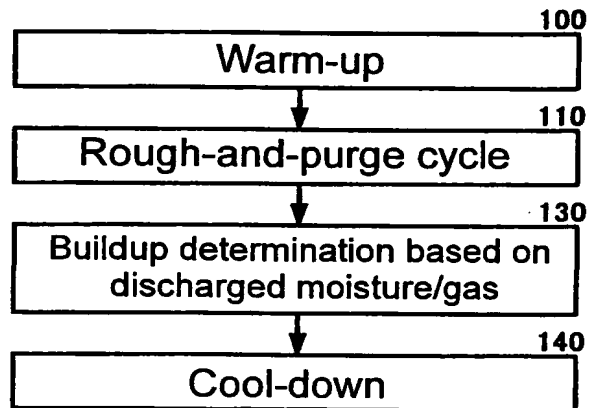 100
Warm-up
110
Rough-and-purge cycle
130
Buildup determination based on
discharged moisture/gas
140
Cool-down